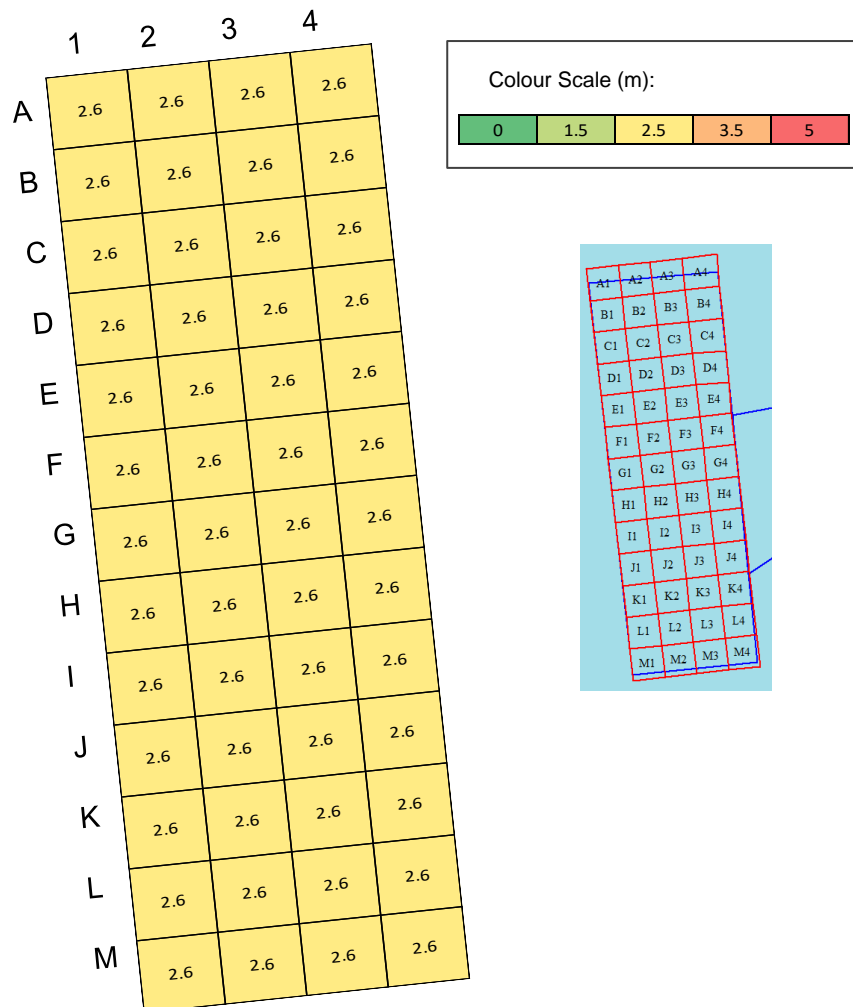 1 2 3 4
A 2.6 2.6 2.6 2.6
B 2.6 2.6 2.6 2.6
C 2.6 2.6 2.6 2.6
D 2.6 2.6 2.6 2.6
E 2.6 2.6 2.6 2.6
F 2.6 2.6 2.6 2.6
G 2.6 2.6 2.6 2.6
H 2.6 2.6 2.6 2.6
I 2.6 2.6 2.6 2.6
J 2.6 2.6 2.6 2.6
K 2.6 2.6 2.6 2.6
L 2.6 2.6 2.6 2.6
M 2.6 2.6 2.6 2.6
Colour Scale (m):
0 1.5 2.5 3.5 5
A1 A2 A3 A4
B1 B2 B3 B4
C1 C2 C3 C4
D1 D2 D3 D4
E1 E2 E3 E4
F1 F2 F3 F4
G1 G2 G3 G4
H1 H2 H3 H4
I1 I2 I3 I4
J1 J2 J3 J4
K1 K2 K3 K4
L1 L2 L3 L4
M1 M2 M3 M4